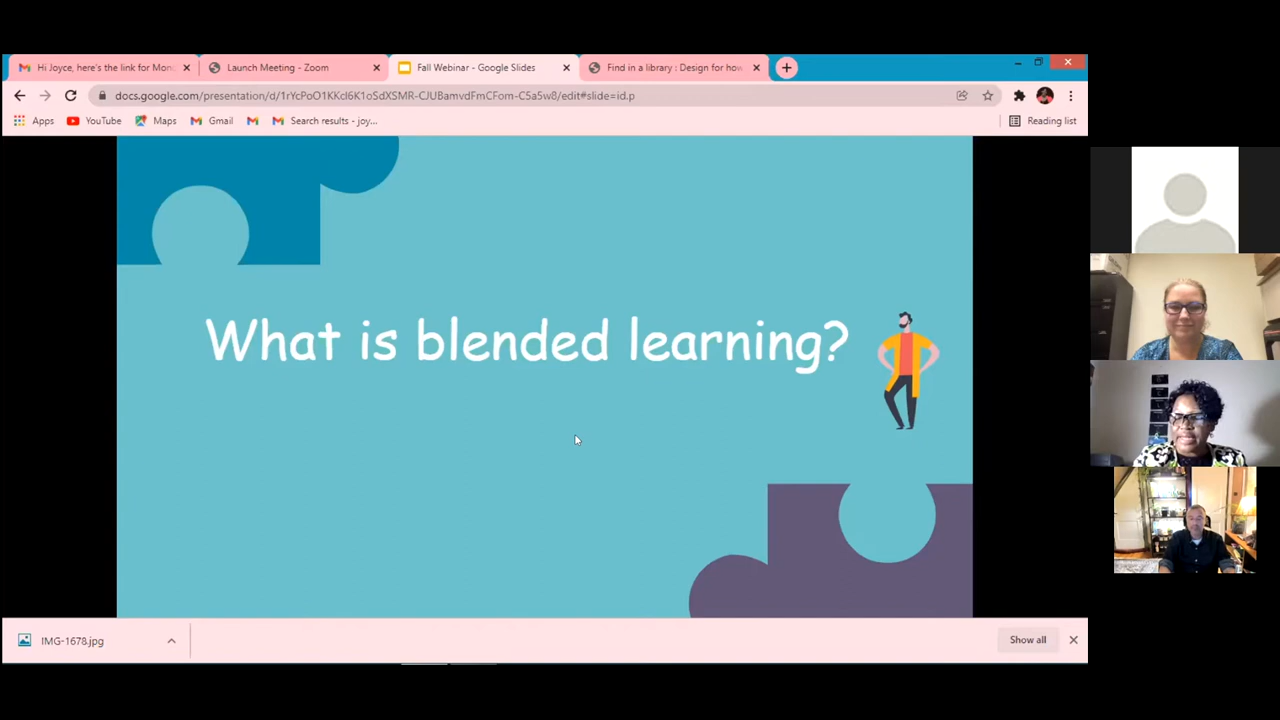 Hi Joyce, here's the link for Mond
Launch Meeting - Zoom
Fall Webinar - Google Slides
Find in a library : Design for how
docs.google.com/presentation/d/1rYcPoO1KKcl6K1oSdXSMR-CJUBamvdFmCFom-C5a5w8/edit#slide=id.p
Apps
YouTube
Maps
Gmail
Search results - joy...
Reading list
What is blended learning?
IMG-1678.jpg
Show all